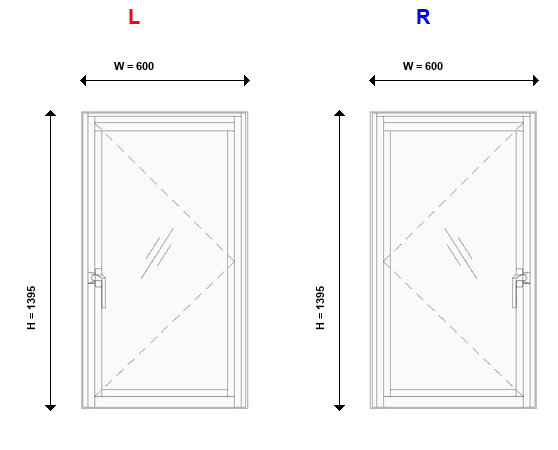 L
R
W = 600
W = 600
H = 1395
H = 1395